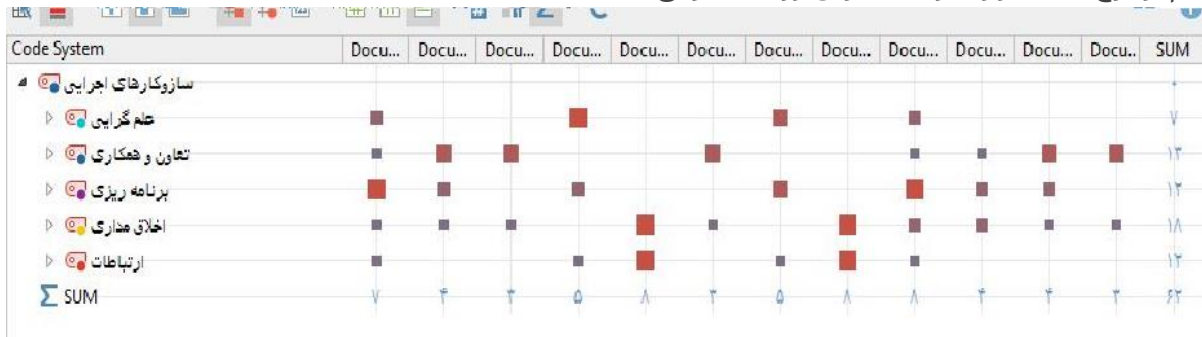 Code System Docu... Docu... Docu... Docu... Docu... Docu... Docu... Docu... Docu... Docu... Docu... Docu.. SUM
سازوکارهای اجرایی ۰
علم گرایی ۷
تعاون و همکاری ۱۳
برنامه ریزی ۱۲
اخلاق مداری ۱۸
ارتباطات ۱۲
SUM ۷ ۴ ۳ ۵ ۸ ۳ ۵ ۸ ۸ ۴ ۴ ۳ ۶۲